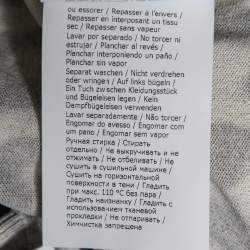 ou essorer / Repasser à l'envers /
Repasser en interposant un tissu
sec / Repasser sans vapeur
Lavar por separado / No torcer ni
estrujar / Planchar al revés /
Planchar interponiendo un paño /
Planchar sin vapor
Separat waschen / Nicht verdrehen
oder wringen / Auf links bügeln /
Ein Tuch zwischen Kleidungsstück
und Bügeleisen legen / Kein
Dampfbügeleisen verwenden
Lavar separadamente / Não torcer /
Engomar do avesso / Engomar com
um pano / Engomar sem vapor
Ручная стирка / Стирать
отдельно / Не выкручивать и не
отжимать / Не отбеливать / Не
сушить в сушильной машине /
Сушить на горизонтальной
поверхности в тени / Гладить
при макс. 110 °C без пара /
Гладить наизнанку / Гладить с
использованием тканевой
прокладки / Не отпаривать /
Химчистка запрещена